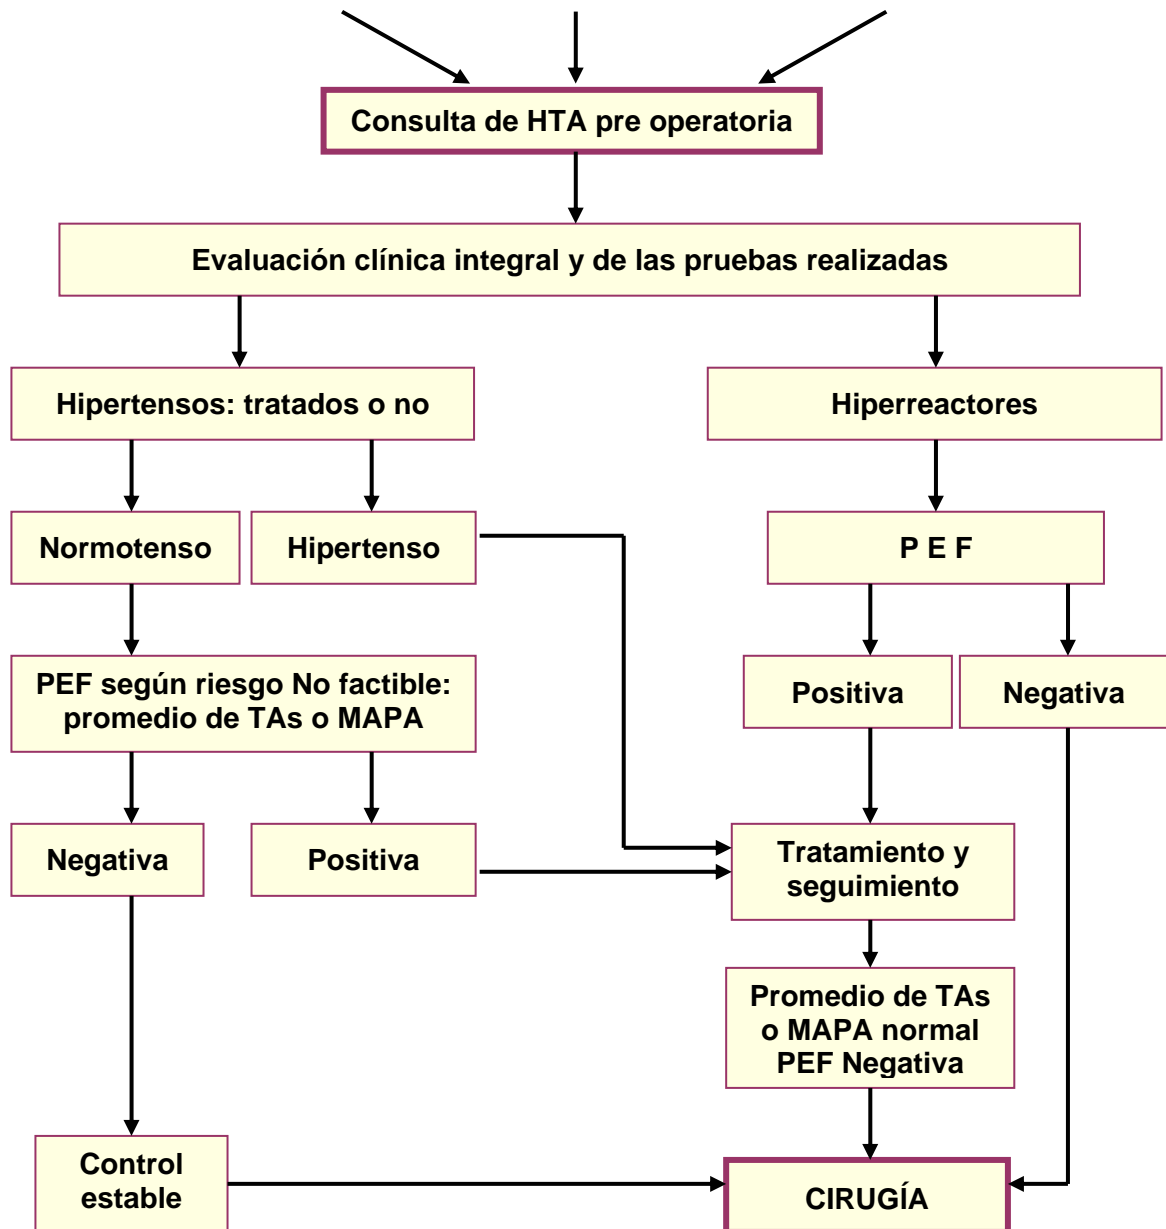 Consulta de HTA pre operatoria
Evaluación clínica integral y de las pruebas realizadas
Hipertensos: tratados o no
Hiperreactores
Normotenso
Hipertenso
P E F
PEF según riesgo No factible:
promedio de TAs o MAPA
Positiva
Negativa
Negativa
Positiva
Tratamiento y
seguimiento
Promedio de TAs
o MAPA normal
PEF Negativa
Control
estable
CIRUGÍA